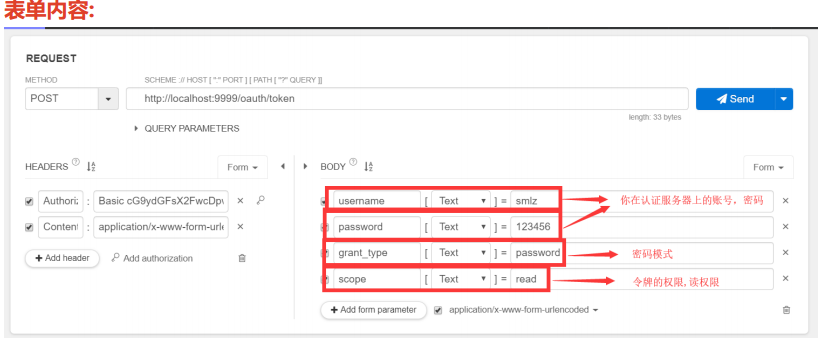 表单内容:
REQUEST
METHOD
SCHEME :// HOST [ ":" PORT ] [ PATH [ "?" QUERY ]]
POST
http://localhost:9999/oauth/token
Send
length: 33 bytes
QUERY PARAMETERS
HEADERS
Form
BODY
Form
Authori: : Basic cG9ydGFsX2FwcDp
Content : application/x-www-form-urle
Add header
Add authorization
username [ Text ] = smlz
你在认证服务器上的账号，密码
password [ Text ] = 123456
grant_type [ Text ] = password
密码模式
scope [ Text ] = read
令牌的权限,读权限
Add form parameter
application/x-www-form-urlencoded